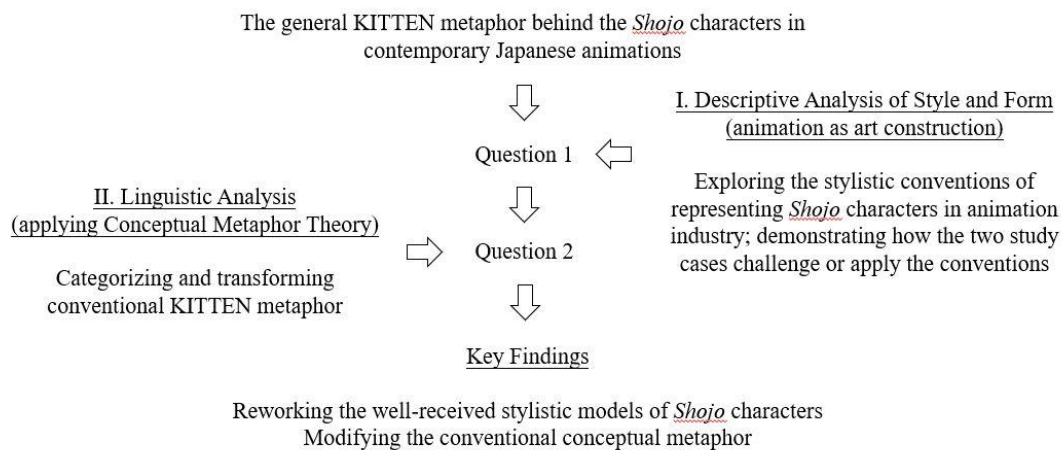 The general KITTEN metaphor behind the Shojo characters in
contemporary Japanese animations
I. Descriptive Analysis of Style and Form
(animation as art construction)
Question 1
Exploring the stylistic conventions of
representing Shojo characters in animation
industry; demonstrating how the two study
cases challenge or apply the conventions
II. Linguistic Analysis
(applying Conceptual Metaphor Theory)
Categorizing and transforming
conventional KITTEN metaphor
Question 2
Key Findings
Reworking the well-received stylistic models of Shojo characters
Modifying the conventional conceptual metaphor